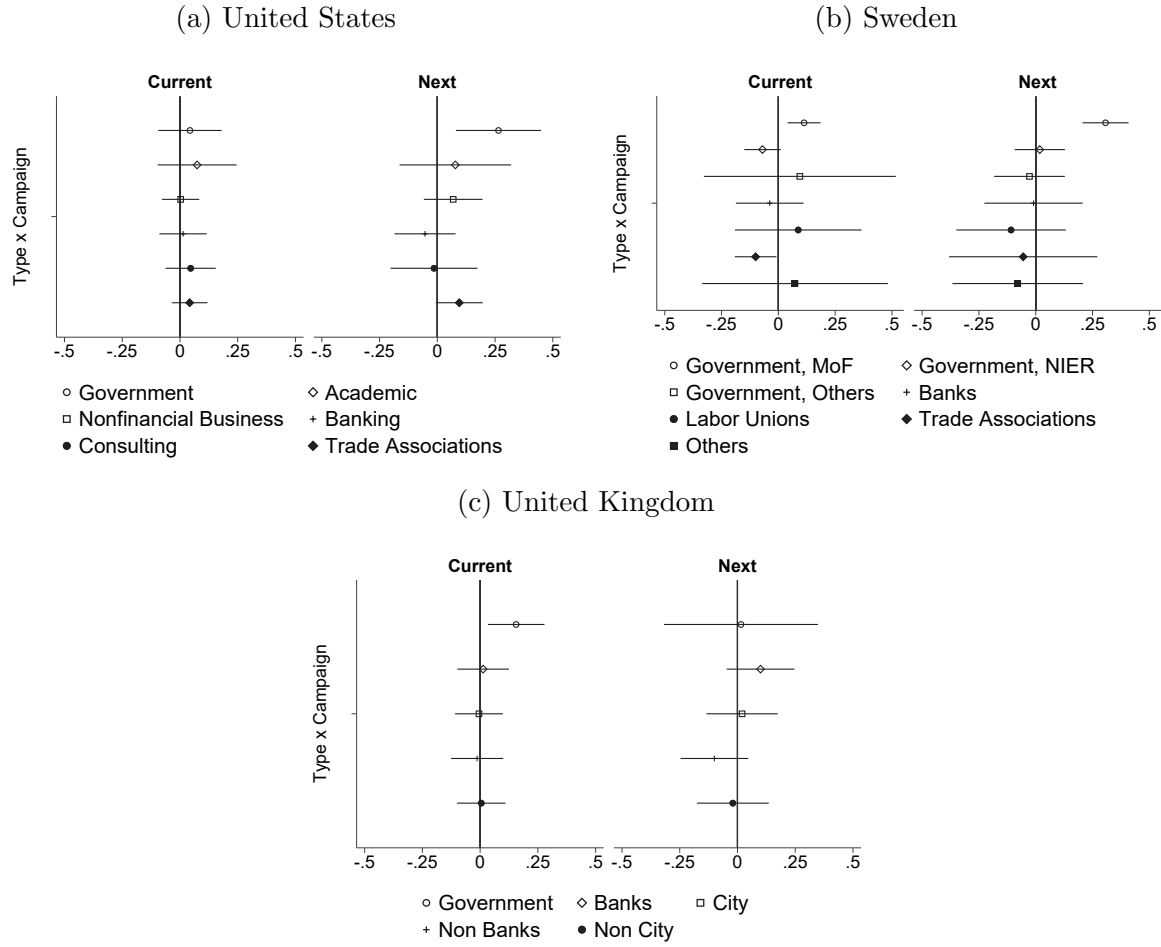 (a) United States
Current
Next
Type x Campaign
-.5 0 .25 .5
-.5 0 .25 .5
Government
Academic
Nonfinancial Business
Banking
Consulting
Trade Associations
(b) Sweden
Current
Next
Type x Campaign
-.5 -.25 0 .25 .5
-.5 -.25 0 .25 .5
Government, MoF
Government, NIER
Government, Others
Banks
Labor Unions
Trade Associations
Others
(c) United Kingdom
Current
Next
Type x Campaign
-.5 -.25 0 .25 .5
-.5 -.25 0 .25 .5
Government
Banks
City
Non Banks
Non City